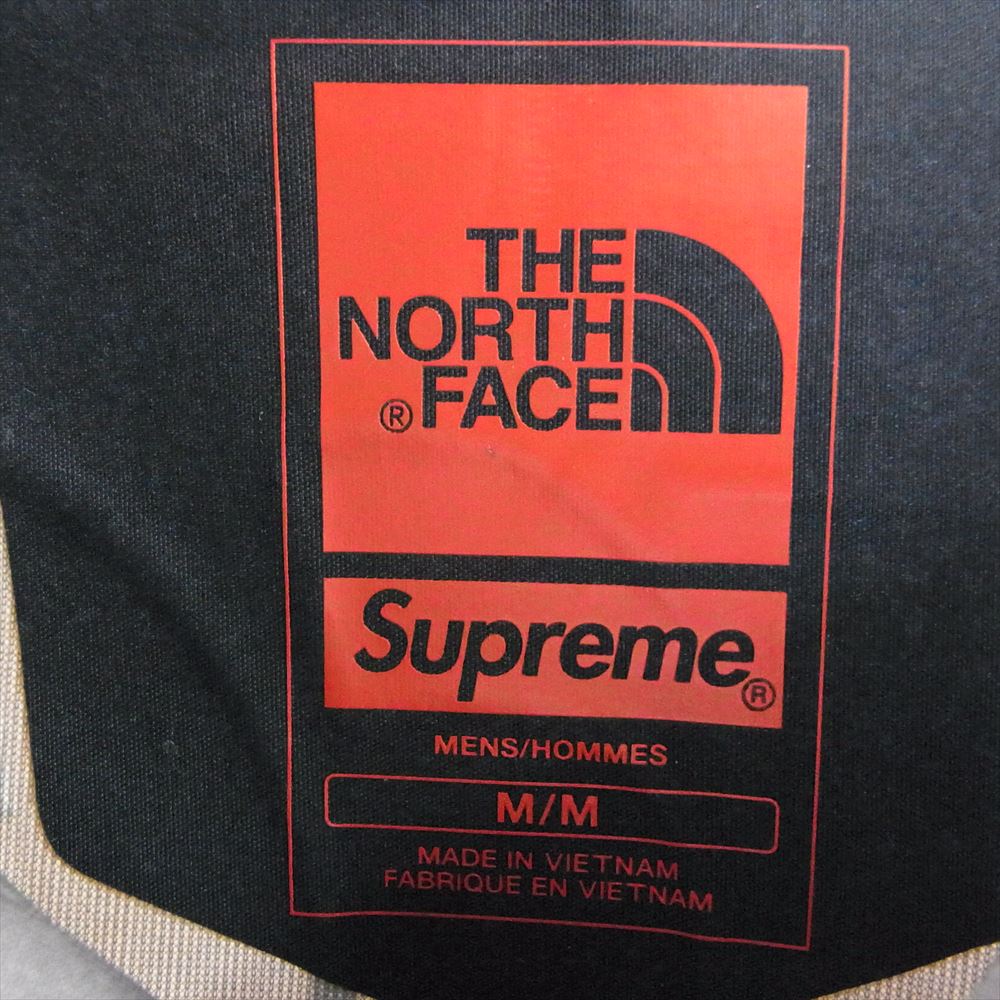 THE
NORTH
® FACE
Supreme®
MENS/HOMMES
M/M
MADE IN VIETNAM
FABRIQUE EN VIETNAM